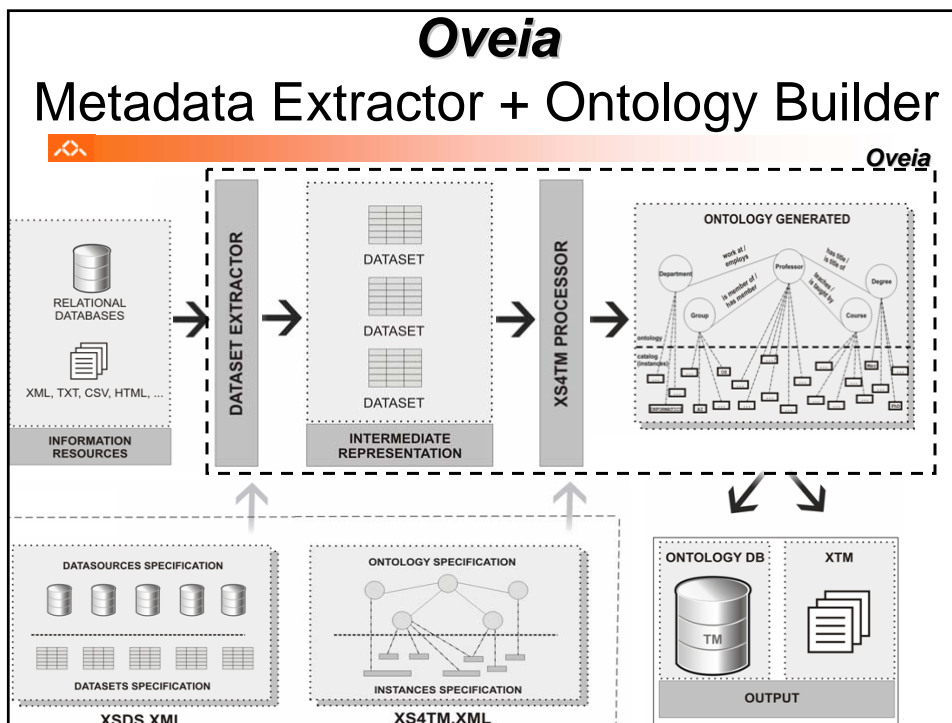 Oveia
Metadata Extractor + Ontology Builder
Oveia
RELATIONAL
DATABASES
XML, TXT, CSV, HTML, ...
INFORMATION
RESOURCES
DATASET EXTRACTOR
DATASET
DATASET
DATASET
INTERMEDIATE
REPRESENTATION
XS4TM PROCESSOR
ONTOLOGY GENERATED
work at /
employs
has title /
is title of
Department
Professor
Degree
is member of /
has member
teaches /
is taught by
Group
Course
ontology
catalog
(instances)
DATASOURCES SPECIFICATION
DATASETS SPECIFICATION
XSDS.XML
ONTOLOGY SPECIFICATION
INSTANCES SPECIFICATION
XS4TM.XML
ONTOLOGY DB
TM
XTM
OUTPUT